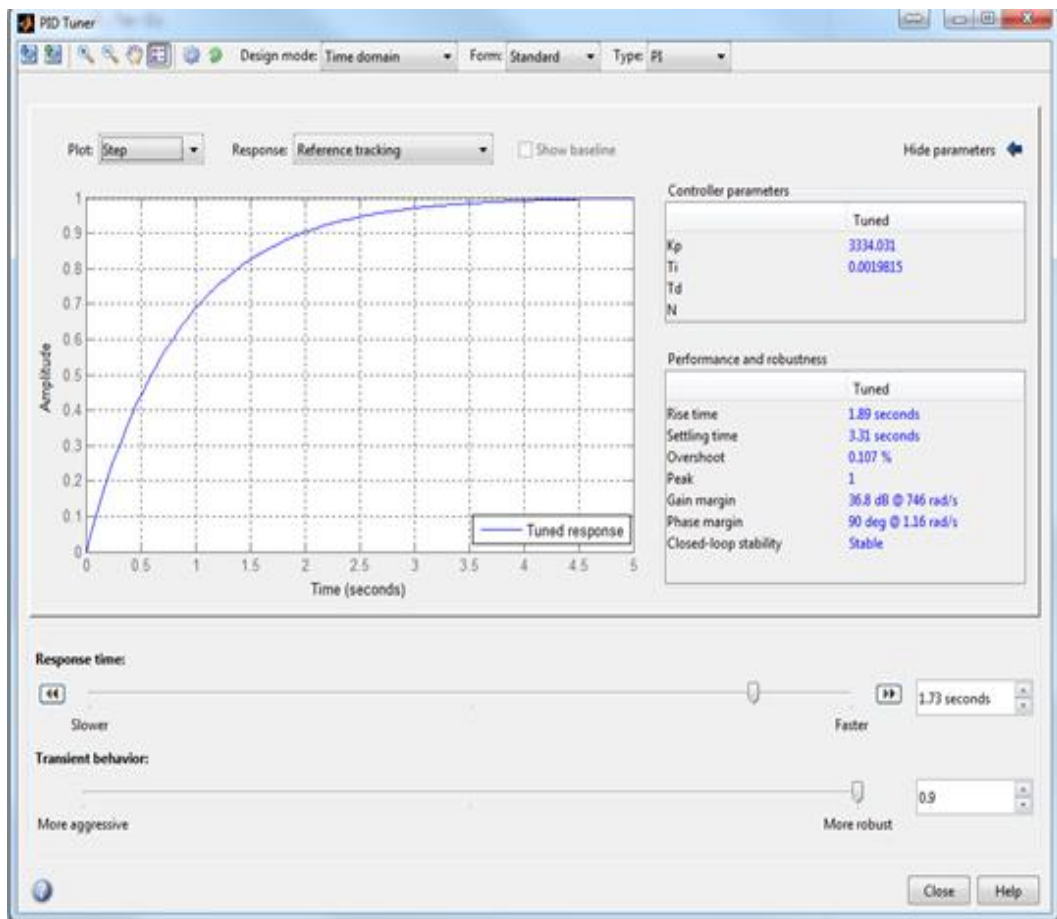 PID Tuner
Design mode: Time domain Form: Standard Type: PI
Plot: Step Response: Reference tracking Show baseline Hide parameters
1
0.9
0.8
0.7
0.6
0.5
0.4
0.3
0.2
0.1
0
Amplitude
Tuned response
0 0.5 1 1.5 2 2.5 3 3.5 4 4.5 5
Time (seconds)
Controller parameters
Tuned
Kp 3334.031
Ti 0.0019815
Td
N
Performance and robustness
Tuned
Rise time 1.89 seconds
Settling time 3.31 seconds
Overshoot 0.107 %
Peak 1
Gain margin 36.8 dB @ 746 rad/s
Phase margin 90 deg @ 1.16 rad/s
Closed-loop stability Stable
Response time:
1.73 seconds
Slower Faster
Transient behavior:
0.9
More aggressive More robust
Close Help